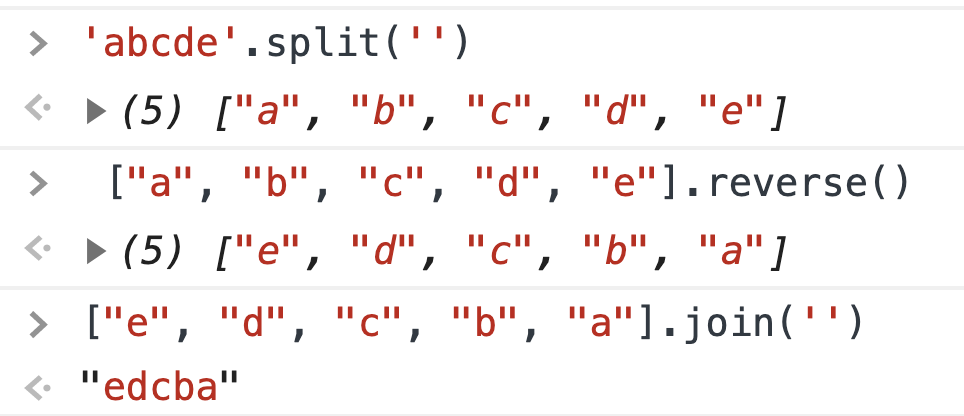 > 'abcde'.split('')
<· ▶ (5) ["a", "b", "c", "d", "e"]
> ["a", "b", "c", "d", "e"].reverse()
<· ▶ (5) ["e", "d", "c", "b", "a"]
> ["e", "d", "c", "b", "a"].join('')
<· "edcba"